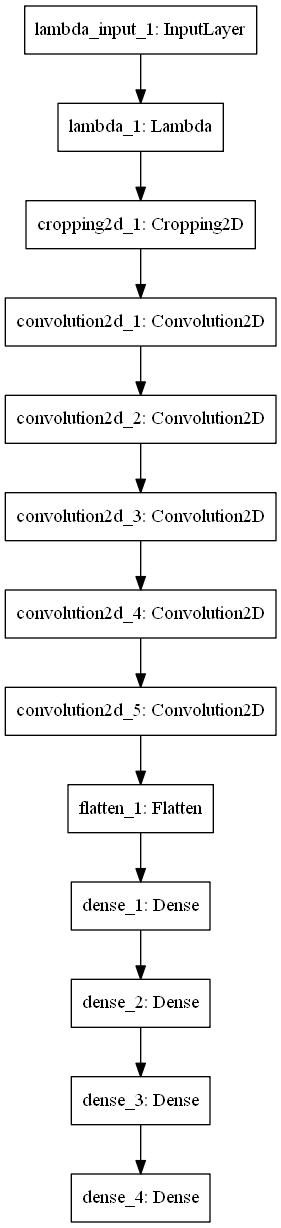 lambda_input_1: InputLayer
lambda_1: Lambda
cropping2d_1: Cropping2D
convolution2d_1: Convolution2D
convolution2d_2: Convolution2D
convolution2d_3: Convolution2D
convolution2d_4: Convolution2D
convolution2d_5: Convolution2D
flatten_1: Flatten
dense_1: Dense
dense_2: Dense
dense_3: Dense
dense_4: Dense